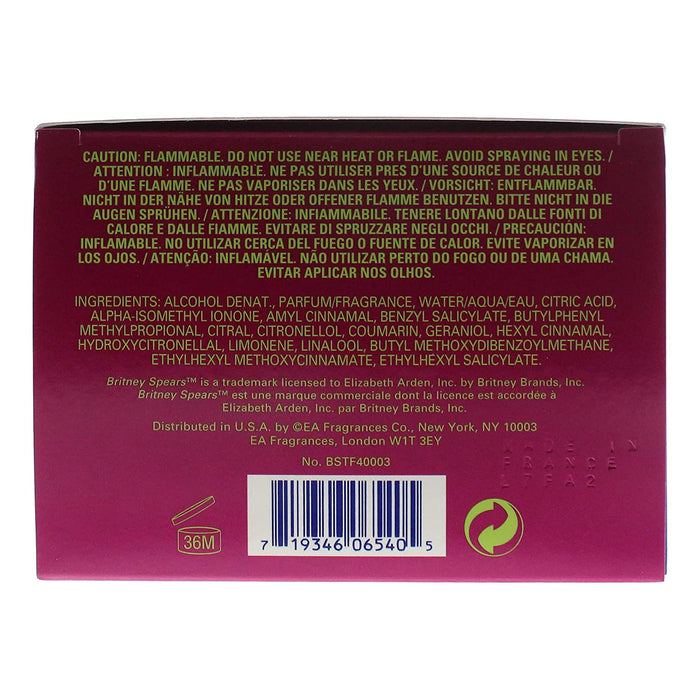 CAUTION: FLAMMABLE. DO NOT USE NEAR HEAT OR FLAME. AVOID SPRAYING IN EYES. /
ATTENTION : INFLAMMABLE. NE PAS UTILISER PRES D'UNE SOURCE DE CHALEUR OU
D'UNE FLAMME. NE PAS VAPORISER DANS LES YEUX. / VORSICHT: ENTFLAMMBAR.
NICHT IN DER NÄHE VON HITZE ODER OFFENER FLAMME BENUTZEN. BITTE NICHT IN DIE
AUGEN SPRÜHEN. / ATTENZIONE: INFIAMMABILE. TENERE LONTANO DALLE FONTI DI
CALORE E DALLE FIAMME. EVITARE DI SPRUZZARE NEGLI OCCHI. / PRECAUCIÓN:
INFLAMABLE. NO UTILIZAR CERCA DEL FUEGO O FUENTE DE CALOR. EVITE VAPORIZAR EN
LOS OJOS. / ATENÇÃO: INFLAMÁVEL. NÃO UTILIZAR PERTO DO FOGO OU DE UMA CHAMA.
EVITAR APLICAR NOS OLHOS.
INGREDIENTS: ALCOHOL DENAT., PARFUM/FRAGRANCE, WATER/AQUA/EAU, CITRIC ACID,
ALPHA-ISOMETHYL IONONE, AMYL CINNAMAL, BENZYL SALICYLATE, BUTYLPHENYL
METHYLPROPIONAL, CITRAL, CITRONELLOL, COUMARIN, GERANIOL, HEXYL CINNAMAL,
HYDROXYCITRONELLAL, LIMONENE, LINALOOL, BUTYL METHOXYDIBENZOYLMETHANE,
ETHYLHEXYL METHOXYCINNAMATE, ETHYLHEXYL SALICYLATE.
Britney Spears™ is a trademark licensed to Elizabeth Arden, Inc. by Britney Brands, Inc.
Britney Spears™ est une marque commerciale dont la licence est accordée à
Elizabeth Arden, Inc. par Britney Brands, Inc.
Distributed in U.S.A. by ©EA Fragrances Co., New York, NY 10003
EA Fragrances, London W1T 3EY
No. BSTF40003
MADE IN
FRANCE
L7FA2
36M
7 19346 06540 5